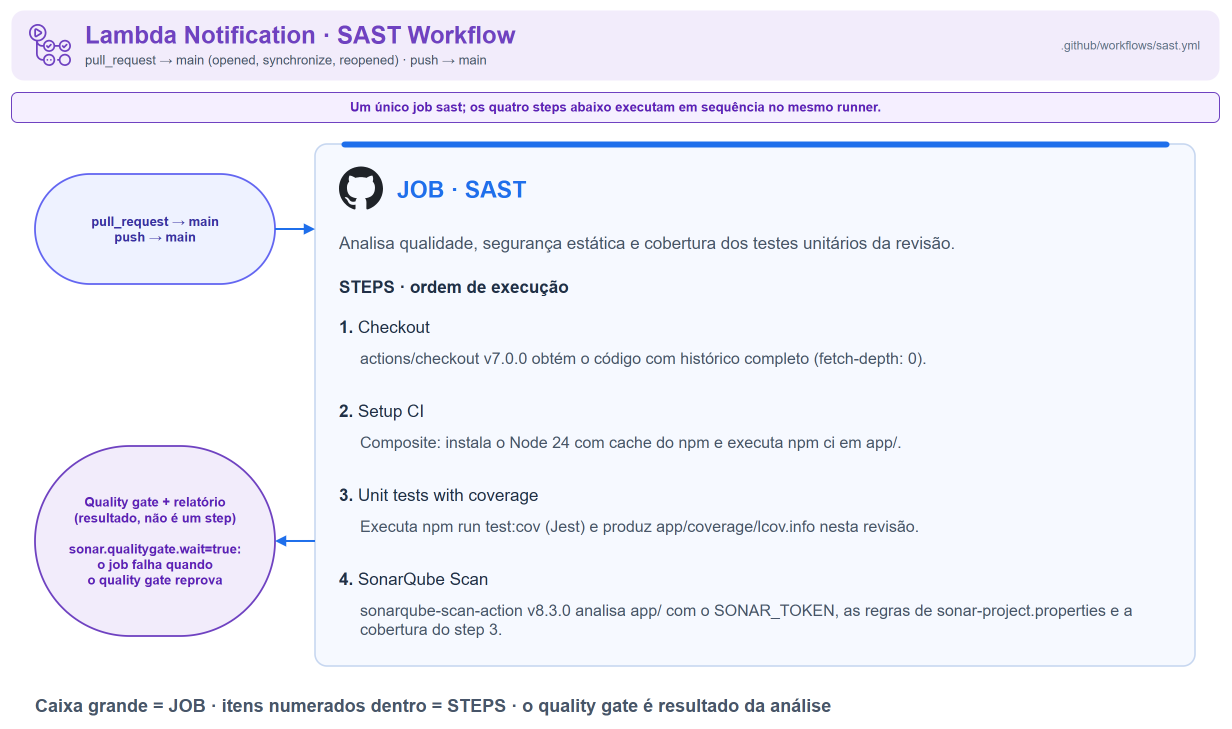 Lambda Notification · SAST Workflow
pull_request → main (opened, synchronize, reopened) · push → main
.github/workflows/sast.yml
Um único job sast; os quatro steps abaixo executam em sequência no mesmo runner.
pull_request → main
push → main
JOB · SAST
Analisa qualidade, segurança estática e cobertura dos testes unitários da revisão.
STEPS · ordem de execução
1. Checkout
actions/checkout v7.0.0 obtém o código com histórico completo (fetch-depth: 0).
2. Setup CI
Composite: instala o Node 24 com cache do npm e executa npm ci em app/.
3. Unit tests with coverage
Executa npm run test:cov (Jest) e produz app/coverage/lcov.info nesta revisão.
4. SonarQube Scan
sonarqube-scan-action v8.3.0 analisa app/ com o SONAR_TOKEN, as regras de sonar-project.properties e a
cobertura do step 3.
Quality gate + relatório
(resultado, não é um step)
sonar.qualitygate.wait=true:
o job falha quando
o quality gate reprova
Caixa grande = JOB · itens numerados dentro = STEPS · o quality gate é resultado da análise